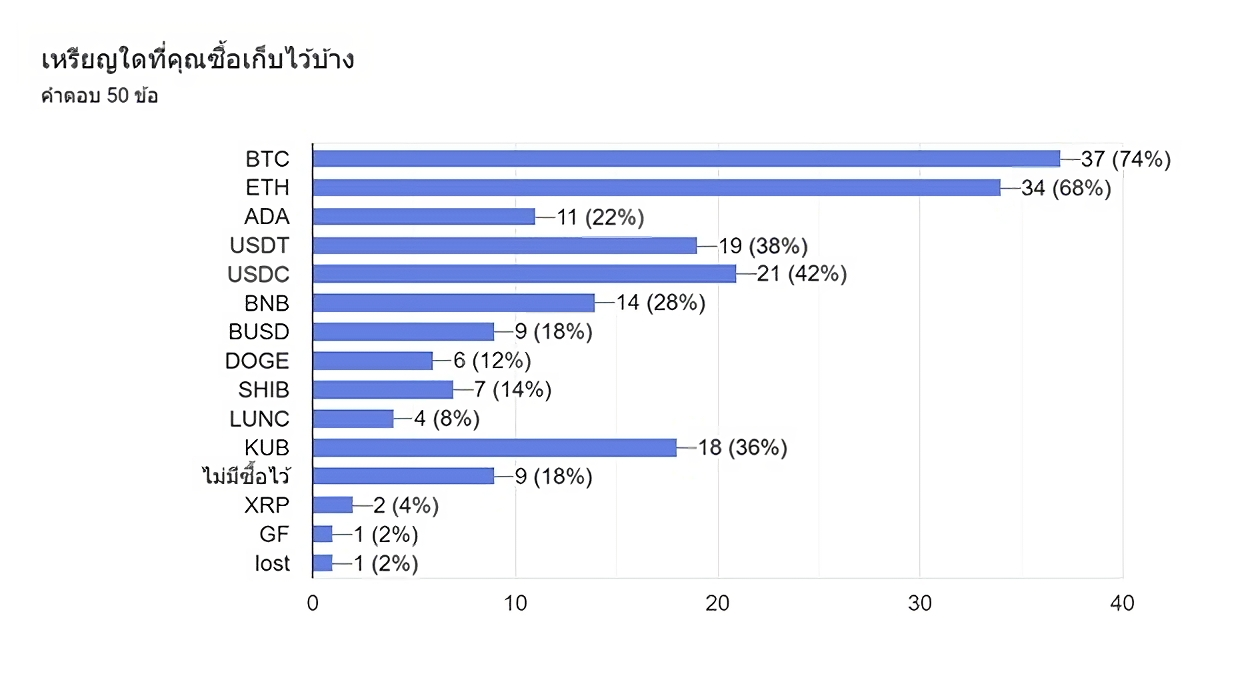 เหรียญใดที่คุณซื้อเก็บไว้บ้าง
คำตอบ 50 ข้อ
BTC 37 (74%)
ETH 34 (68%)
ADA 11 (22%)
USDT 19 (38%)
USDC 21 (42%)
BNB 14 (28%)
BUSD 9 (18%)
DOGE 6 (12%)
SHIB 7 (14%)
LUNC 4 (8%)
KUB 18 (36%)
ไม่มีซื้อไว้ 9 (18%)
XRP 2 (4%)
GF 1 (2%)
lost 1 (2%)
0 10 20 30 40